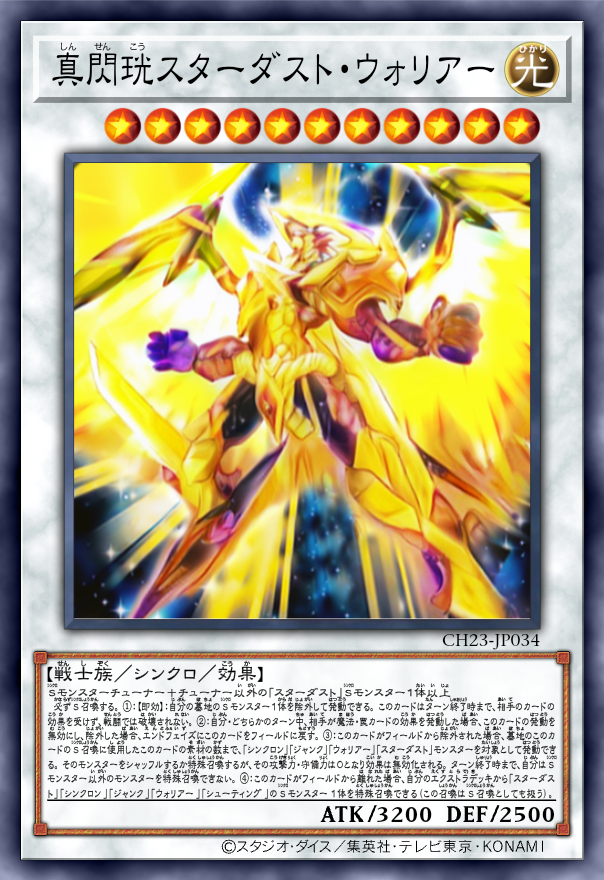 しん せん こう
真閃珖スターダスト・ウォリアー
ひかり
光
CH23-JP034
せん し ぞく こう か
【戦士族／シンクロ／効果】
Sモンスターチューナー＋チューナー以外の「スターダスト」Sモンスター1体以上
必ずS召喚する。①：【即効】：自分の墓地のSモンスター1体を除外して発動できる。このカードはターン終了時まで、相手のカードの
効果を受けず、戦闘では破壊されない。②：自分・どちらかのターン中、相手が魔法・罠カードの効果を発動した場合、このカードの発動を
無効にし、除外した場合、エンドフェイズにこのカードをフィールドに戻す。③：このカードがフィールドから除外された場合、墓地のこの
カードのS召喚に使用したこのカードの素材の数まで、「シンクロン」「ジャンク」「ウォリアー」「スターダスト」モンスターを対象として発動でき
る。そのモンスターをシャッフルするか特殊召喚するが、その攻撃力・守備力は0となり効果は無効化される。ターン終了時まで、自分はS
モンスター以外のモンスターを特殊召喚できない。④：このカードがフィールドから離れた場合、自分のエクストラデッキから「スターダス
ト」「シンクロン」「ジャンク」「ウォリアー」「シューティング」のSモンスター1体を特殊召喚できる（この召喚はS召喚としても扱う）。
ATK/3200 DEF/2500
©スタジオ・ダイス／集英社・テレビ東京・KONAMI